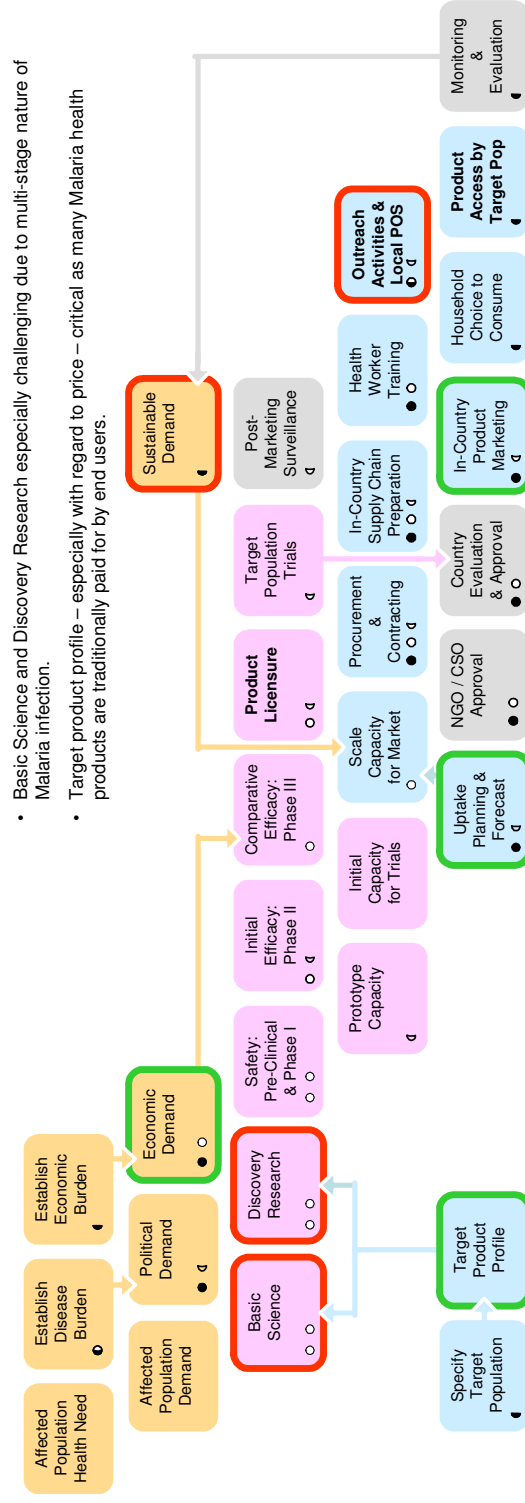 • Basic Science and Discovery Research especially challenging due to multi-stage nature of
Malaria infection.
• Target product profile – especially with regard to price – critical as many Malaria health
products are traditionally paid for by end users.
Affected
Population
Health Need
Establish
Disease
Burden
Establish
Economic
Burden
Affected
Population
Demand
Political
Demand
Economic
Demand
Sustainable
Demand
Basic
Science
Discovery
Research
Safety:
Pre-Clinical
& Phase I
Initial
Efficacy:
Phase II
Comparative
Efficacy:
Phase III
Product
Licensure
Target
Population
Trials
Post-
Marketing
Surveillance
Prototype
Capacity
Initial
Capacity
for Trials
Scale
Capacity
for Market
Procurement
&
Contracting
In-Country
Supply Chain
Preparation
Health
Worker
Training
Outreach
Activities &
Local POS
Specify
Target
Population
Target
Product
Profile
Uptake
Planning &
Forecast
NGO / CSO
Approval
Country
Evaluation
& Approval
In-Country
Product
Marketing
Household
Choice to
Consume
Product
Access by
Target Pop
Monitoring
&
Evaluation